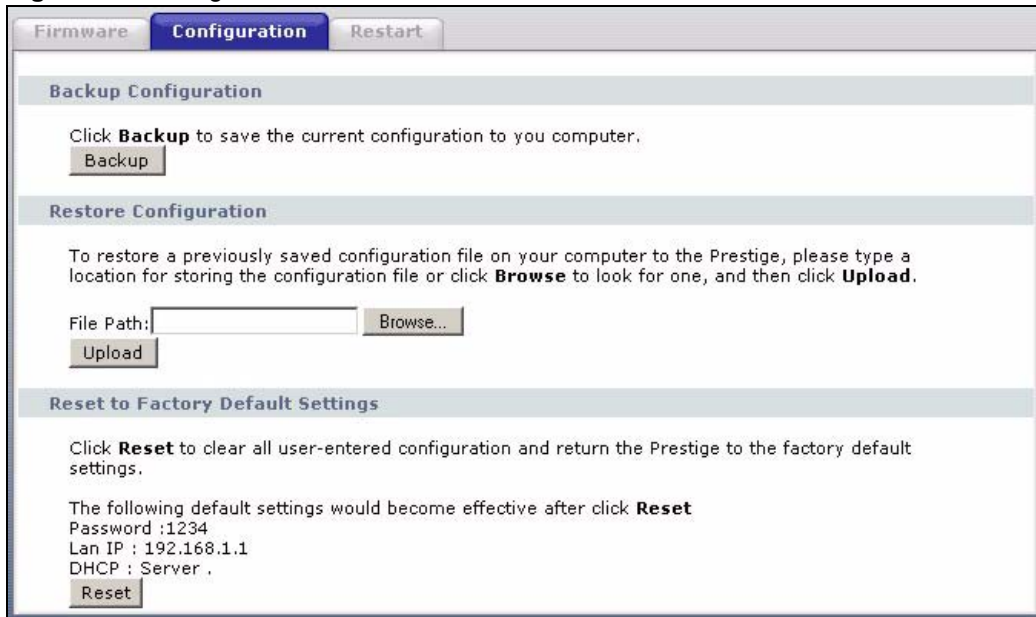 Firmware Configuration Restart
Backup Configuration
Click Backup to save the current configuration to you computer.
Backup
Restore Configuration
To restore a previously saved configuration file on your computer to the Prestige, please type a
location for storing the configuration file or click Browse to look for one, and then click Upload.
File Path: Browse...
Upload
Reset to Factory Default Settings
Click Reset to clear all user-entered configuration and return the Prestige to the factory default
settings.
The following default settings would become effective after click Reset
Password :1234
Lan IP : 192.168.1.1
DHCP : Server .
Reset